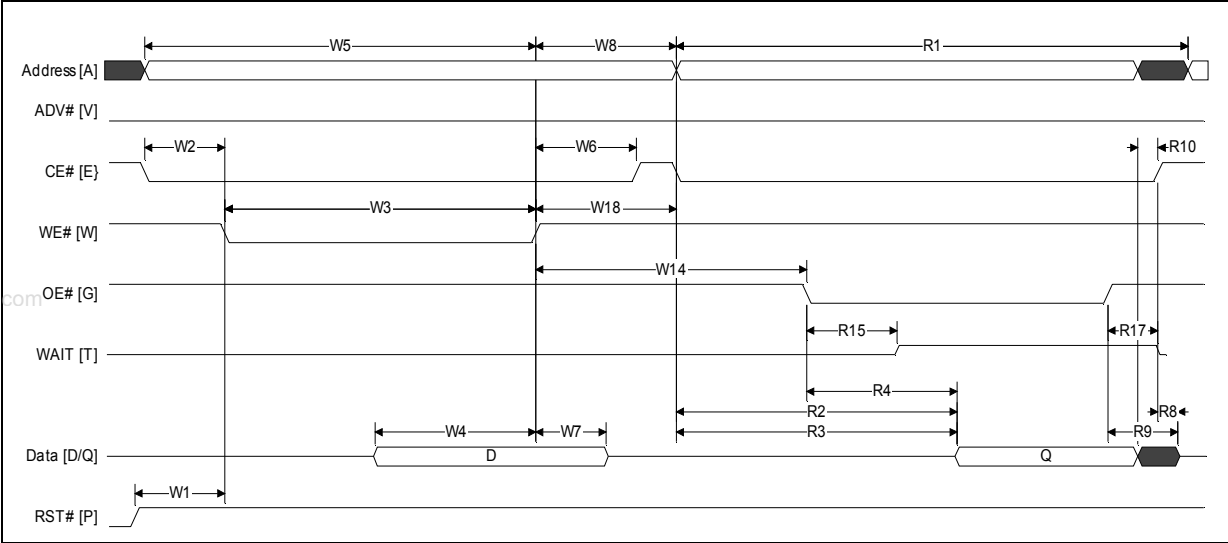 W5 W8 R1
Address [A]
ADV# [V]
W2 W6 R10
CE# [E}
W3 W18
WE# [W]
W14
com
OE# [G]
R15 R17
WAIT [T]
R4
R2 R8
W4 W7 R3 R9
Data [D/Q] D Q
W1
RST# [P]